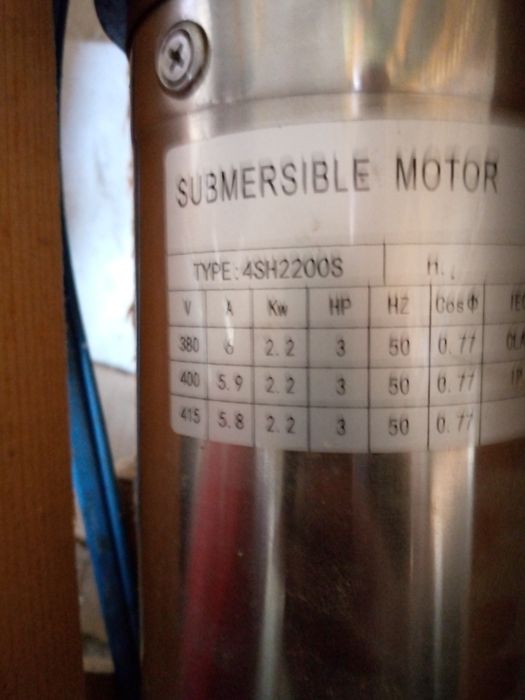 SUBMERSIBLE MOTOR
TYPE:4SH2200S
V A Kw HP HZ CosΦ
380 6 2.2 3 50 0.77
400 5.9 2.2 3 50 0.77
415 5.8 2.2 3 50 0.77